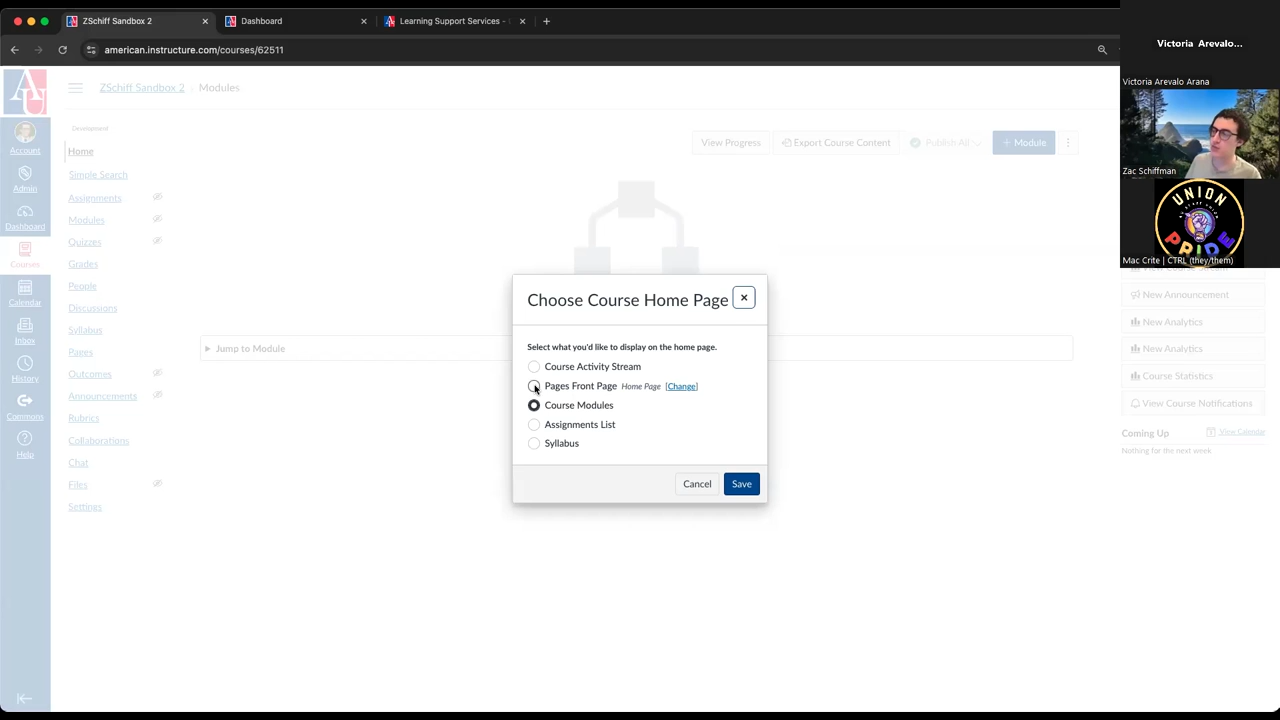 ZSchiff Sandbox 2
Dashboard
Learning Support Services -
american.instructure.com/courses/62511
Victoria Arevalo...
Victoria Arevalo Arana
Zac Schiffman
UNION
PRIDE
Mac Crite | CTRL (they/them)
AU
Account
Admin
Dashboard
Courses
Calendar
Inbox
History
Commons
Help
ZSchiff Sandbox 2
Modules
Development
Home
Simple Search
Assignments
Modules
Quizzes
Grades
People
Discussions
Syllabus
Pages
Outcomes
Announcements
Rubrics
Collaborations
Chat
Files
Settings
View Progress
Export Course Content
Publish All
+ Module
Jump to Module
Choose Course Home Page
Select what you'd like to display on the home page.
Course Activity Stream
Pages Front Page Home Page [Change]
Course Modules
Assignments List
Syllabus
Cancel
Save
View Course Stream
New Announcement
New Analytics
New Analytics
Course Statistics
View Course Notifications
Coming Up
View Calendar
Nothing for the next week